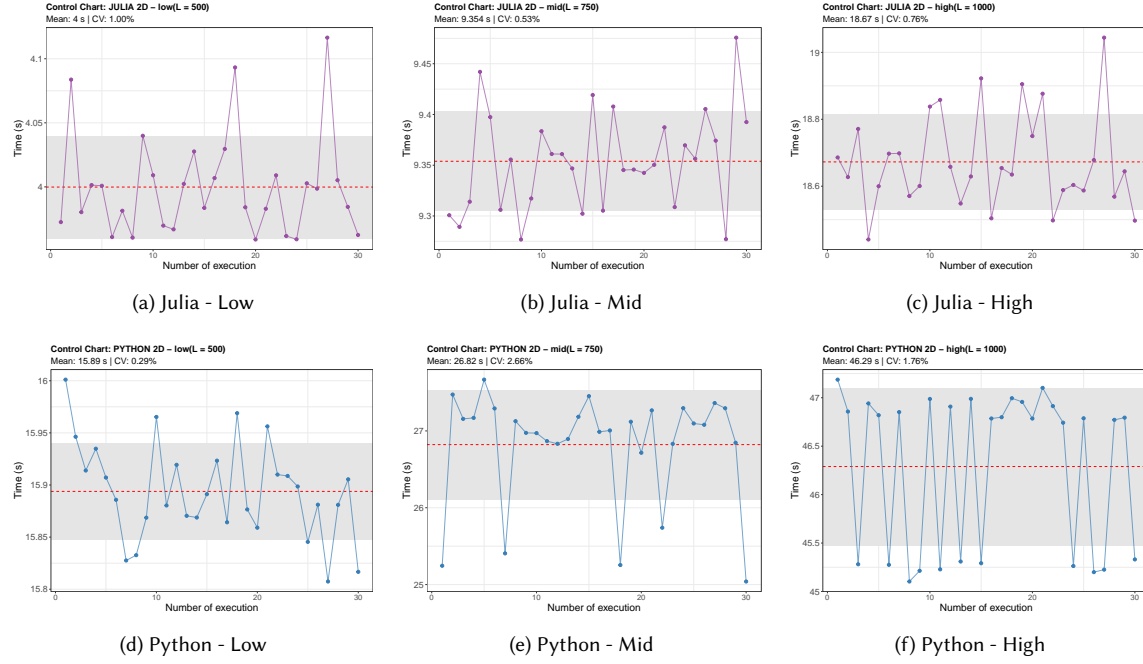 Control Chart: JULIA 2D – low(L = 500)
Mean: 4 s | CV: 1.00%
4.1
4.05
4
Time (s)
0 10 20 30
Number of execution
(a) Julia - Low
Control Chart: JULIA 2D – mid(L = 750)
Mean: 9.354 s | CV: 0.53%
9.45
9.4
9.35
9.3
Time (s)
0 10 20 30
Number of execution
(b) Julia - Mid
Control Chart: JULIA 2D – high(L = 1000)
Mean: 18.67 s | CV: 0.76%
19
18.8
18.6
Time (s)
0 10 20 30
Number of execution
(c) Julia - High
Control Chart: PYTHON 2D – low(L = 500)
Mean: 15.89 s | CV: 0.29%
16
15.95
15.9
15.85
15.8
Time (s)
0 10 20 30
Number of execution
(d) Python - Low
Control Chart: PYTHON 2D – mid(L = 750)
Mean: 26.82 s | CV: 2.66%
27
26
25
Time (s)
0 10 20 30
Number of execution
(e) Python - Mid
Control Chart: PYTHON 2D – high(L = 1000)
Mean: 46.29 s | CV: 1.76%
47
46.5
46
45.5
45
Time (s)
0 10 20 30
Number of execution
(f) Python - High